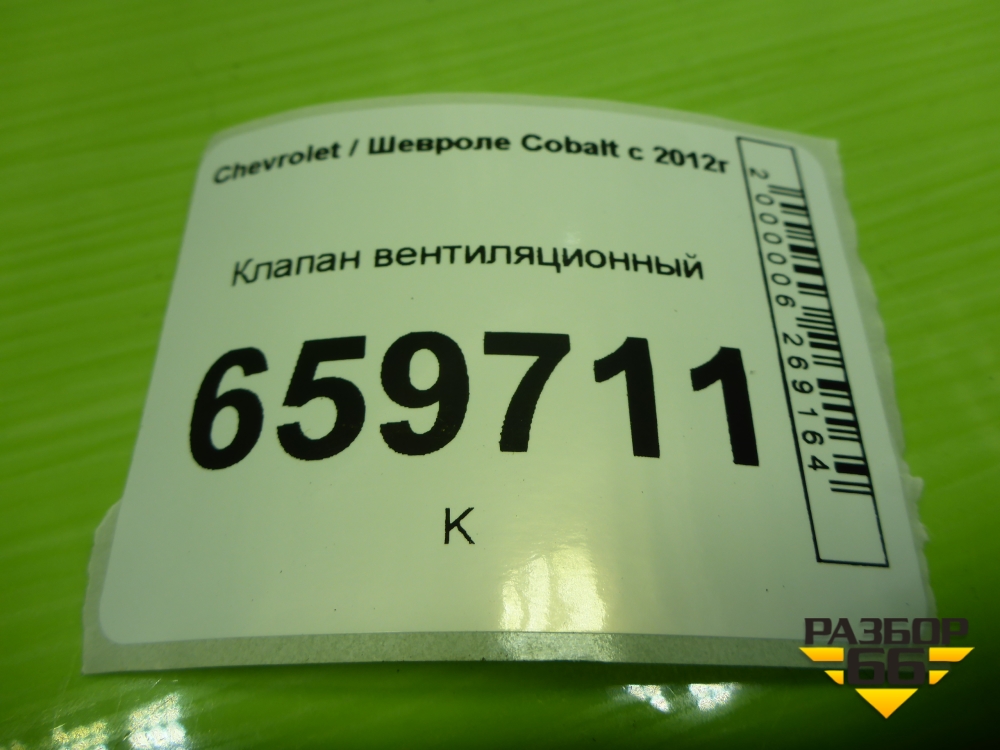 Chevrolet / Шевроле Cobalt с 2012г
Клапан вентиляционный
659711
К
2000006269164
РАЗБОР
66